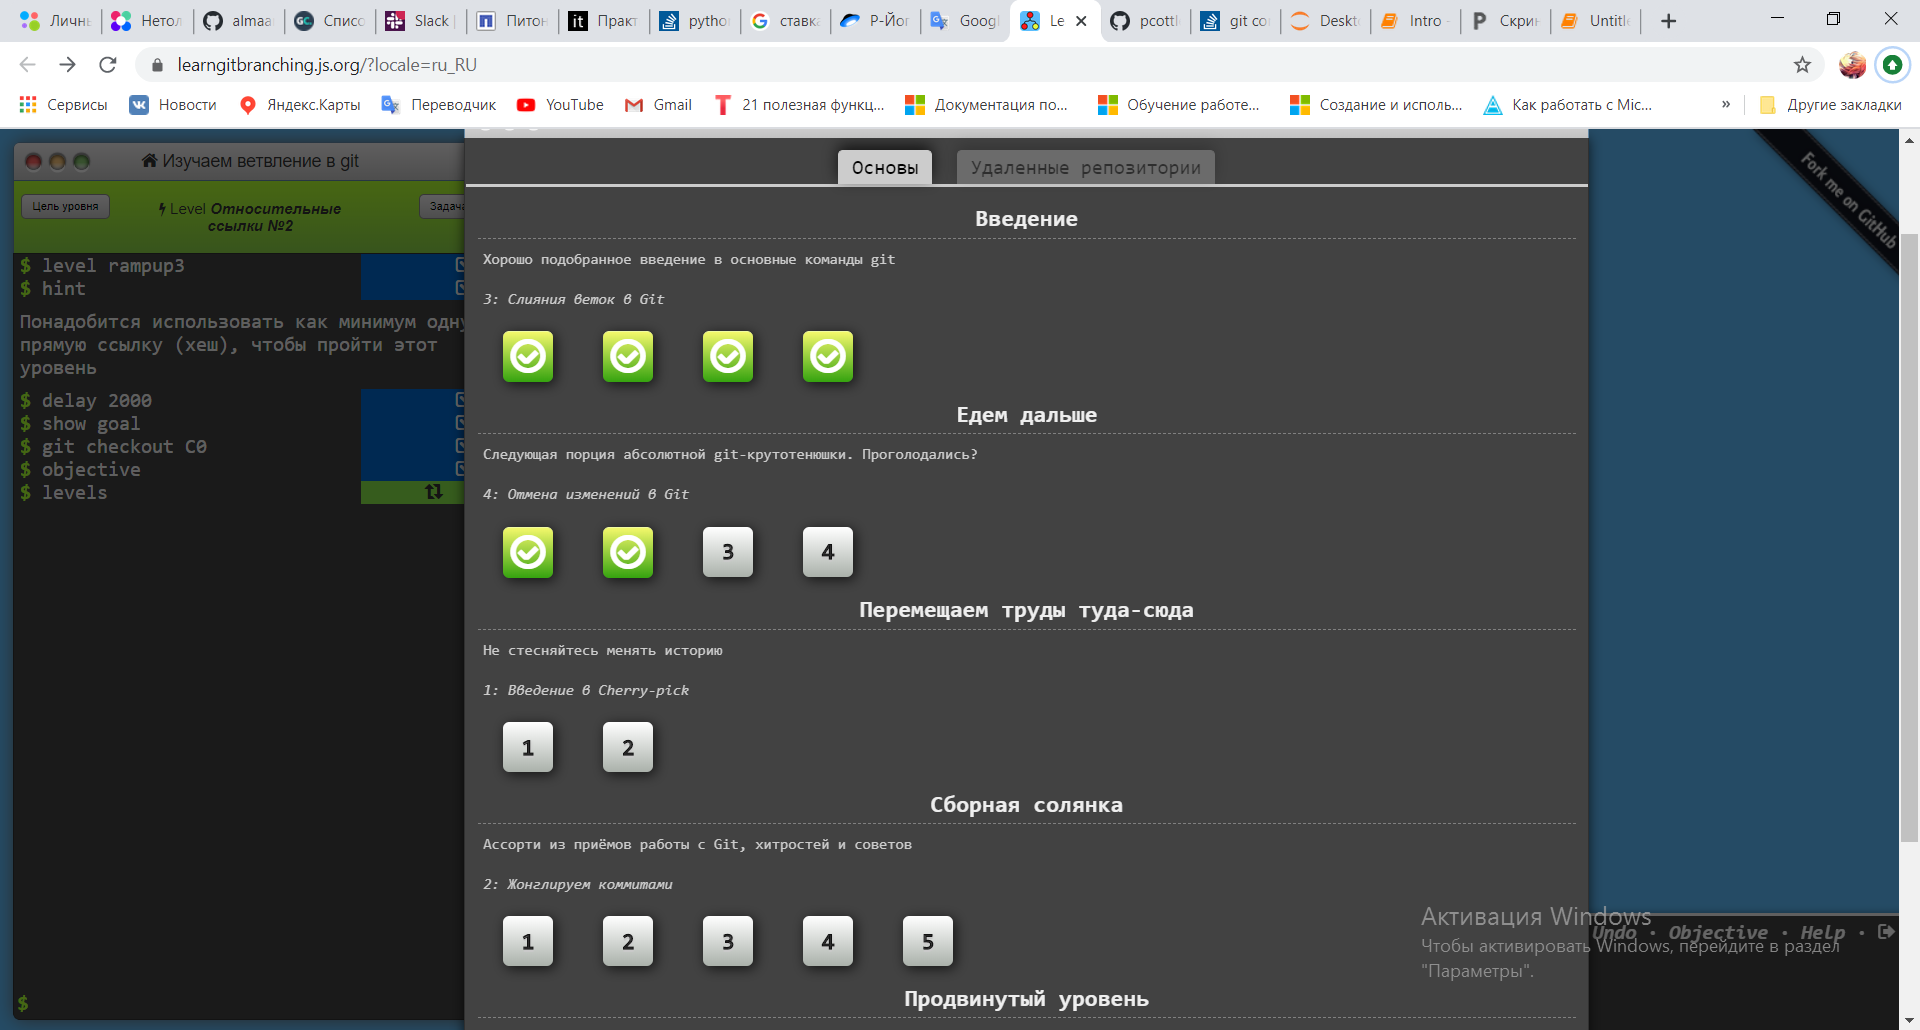 Личнь
Нетол
almaa
Списо
Slack
Питон
Практ
pytho
ставка
Р-Йог
Googl
Le
pcottle
git co
Deskto
Intro -
Скрин
Untitle
learngitbranching.js.org/?locale=ru_RU
Сервисы
Новости
Яндекс.Карты
Переводчик
YouTube
Gmail
21 полезная функц...
Документация по...
Обучение работе...
Создание и исполь...
Как работать с Mic...
»
Другие закладки
Изучаем ветвление в git
Цель уровня
Level Относительные
ссылки №2
Задача
$ level rampup3
$ hint
Понадобится использовать как минимум одну
прямую ссылку (хеш), чтобы пройти этот
уровень
$ delay 2000
$ show goal
$ git checkout C0
$ objective
$ levels
$
Основы
Удаленные репозитории
Введение
Хорошо подобранное введение в основные команды git
3: Слияния веток в Git
Едем дальше
Следующая порция абсолютной git-крутотенюшки. Проголодались?
4: Отмена изменений в Git
3
4
Перемещаем труды туда-сюда
Не стесняйтесь менять историю
1: Введение в Cherry-pick
1
2
Сборная солянка
Ассорти из приёмов работы с Git, хитростей и советов
2: Жонглируем коммитами
1
2
3
4
5
Продвинутый уровень
Fork me on GitHub
Undo • Objective • Help •
Активация Windows
Чтобы активировать Windows, перейдите в раздел
"Параметры".